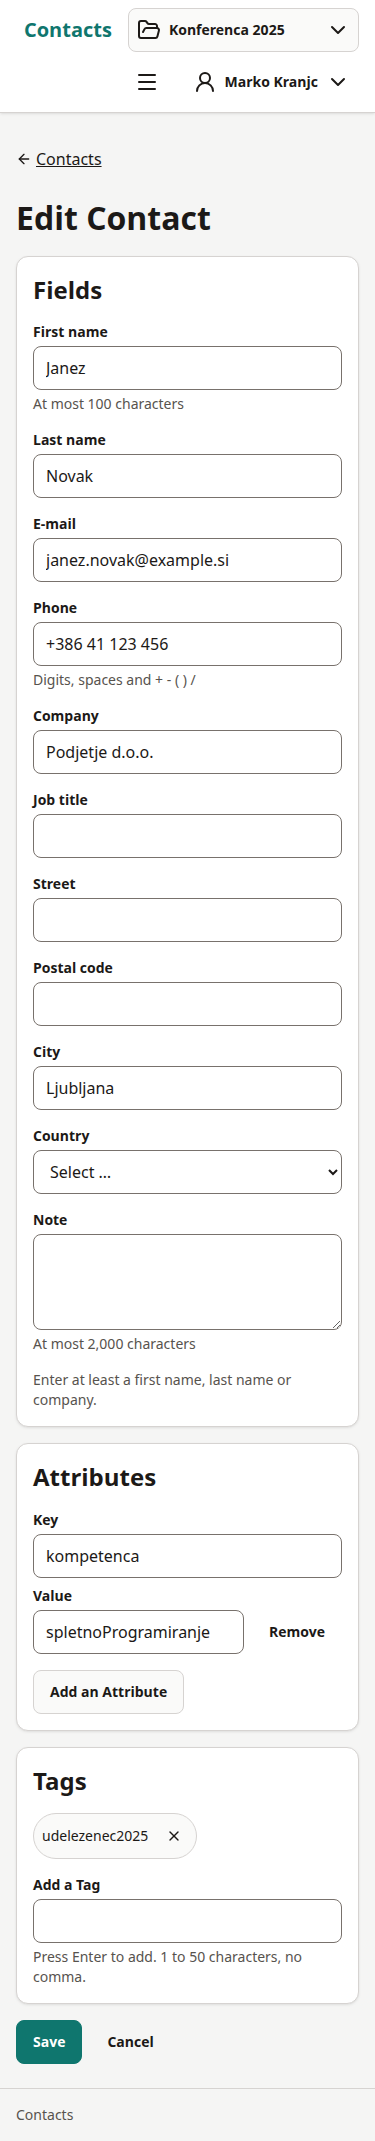 Contacts
Konferenca 2025
Marko Kranjc
← Contacts
Edit Contact
Fields
First name
Janez
At most 100 characters
Last name
Novak
E-mail
janez.novak@example.si
Phone
+386 41 123 456
Digits, spaces and + - ( ) /
Company
Podjetje d.o.o.
Job title
Street
Postal code
City
Ljubljana
Country
Select ...
Note
At most 2,000 characters
Enter at least a first name, last name or
company.
Attributes
Key
kompetenca
Value
spletnoProgramiranje
Remove
Add an Attribute
Tags
udelezenec2025
Add a Tag
Press Enter to add. 1 to 50 characters, no
comma.
Save
Cancel
Contacts